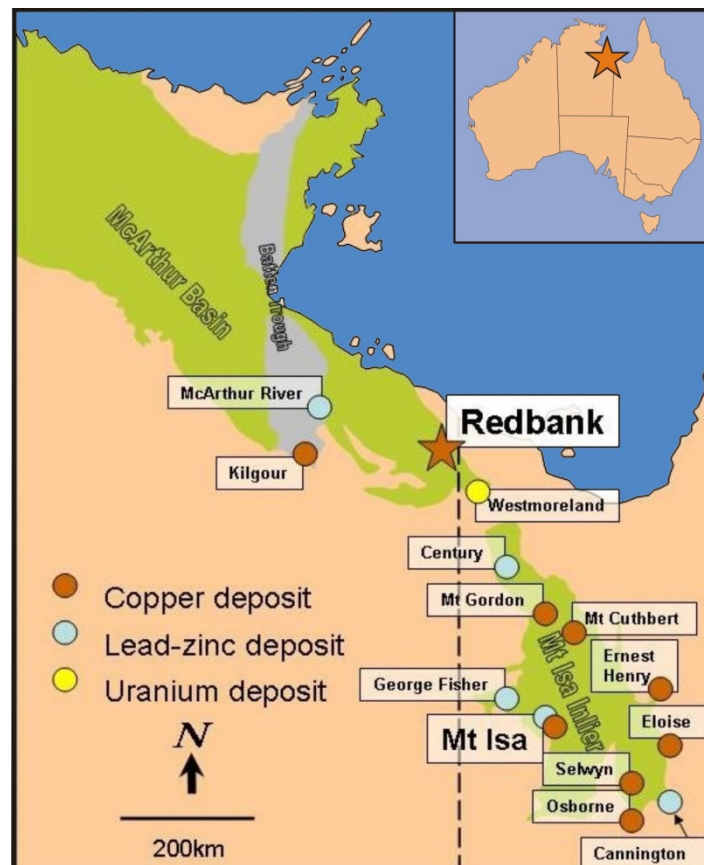 McArthur Basin
Batten Trough
McArthur River
Redbank
Kilgour
Westmoreland
Century
Copper deposit
Mt Gordon
Mt Cuthbert
Lead-zinc deposit
Ernest
Henry
Uranium deposit
George Fisher
Mt Isa Inlier
Eloise
N
Mt Isa
Selwyn
Osborne
200km
Cannington